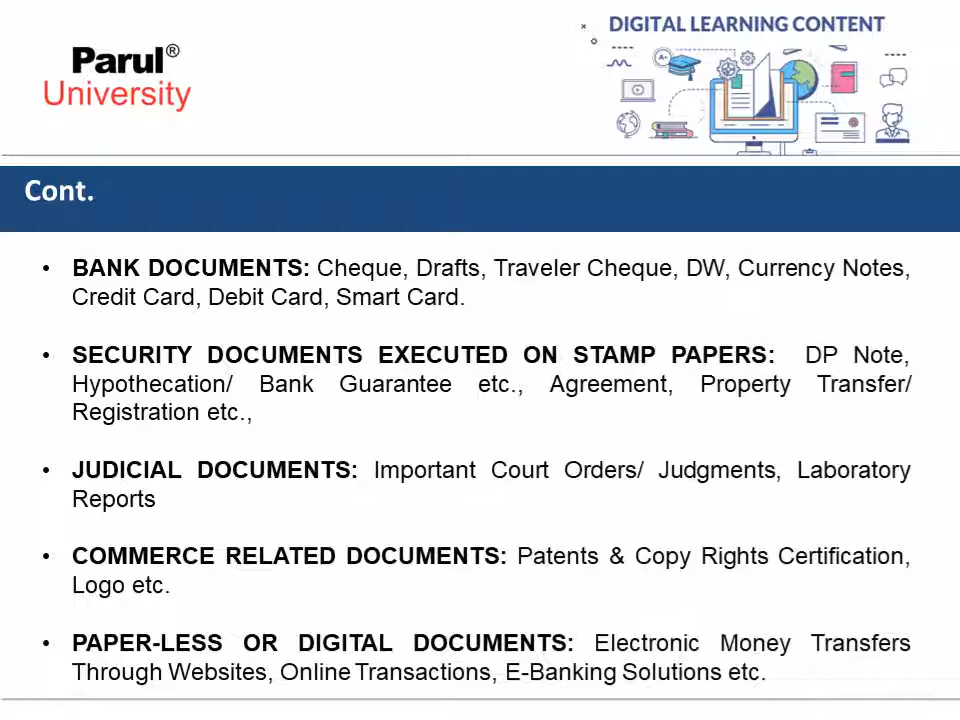 DIGITAL LEARNING CONTENT
Parul®
University
A+
Cont.
• BANK DOCUMENTS: Cheque, Drafts, Traveler Cheque, DW, Currency Notes,
Credit Card, Debit Card, Smart Card.
• SECURITY DOCUMENTS EXECUTED ON STAMP PAPERS: DP Note,
Hypothecation/ Bank Guarantee etc., Agreement, Property Transfer/
Registration etc.,
• JUDICIAL DOCUMENTS: Important Court Orders/ Judgments, Laboratory
Reports
• COMMERCE RELATED DOCUMENTS: Patents & Copy Rights Certification,
Logo etc.
• PAPER-LESS OR DIGITAL DOCUMENTS: Electronic Money Transfers
Through Websites, Online Transactions, E-Banking Solutions etc.